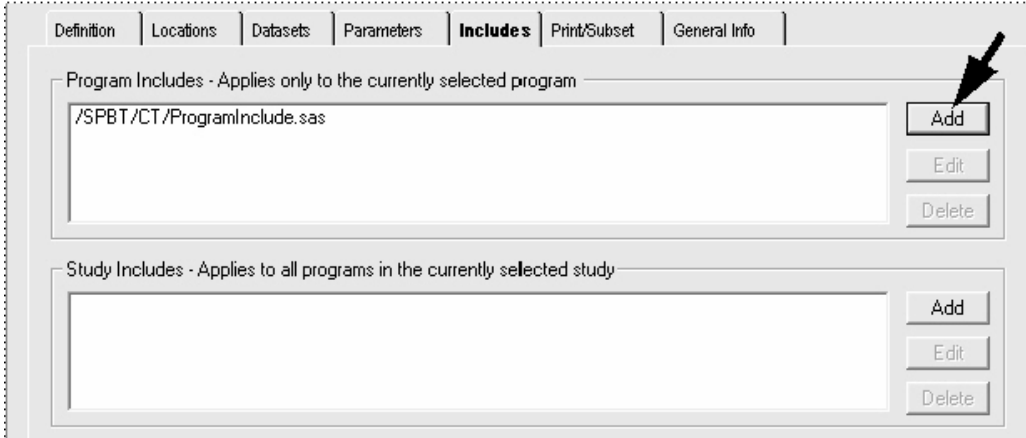 Definition Locations Datasets Parameters Includes Print/Subset General Info
Program Includes - Applies only to the currently selected program
/SPBT/CT/ProgramInclude.sas
Add
Edit
Delete
Study Includes - Applies to all programs in the currently selected study
Add
Edit
Delete